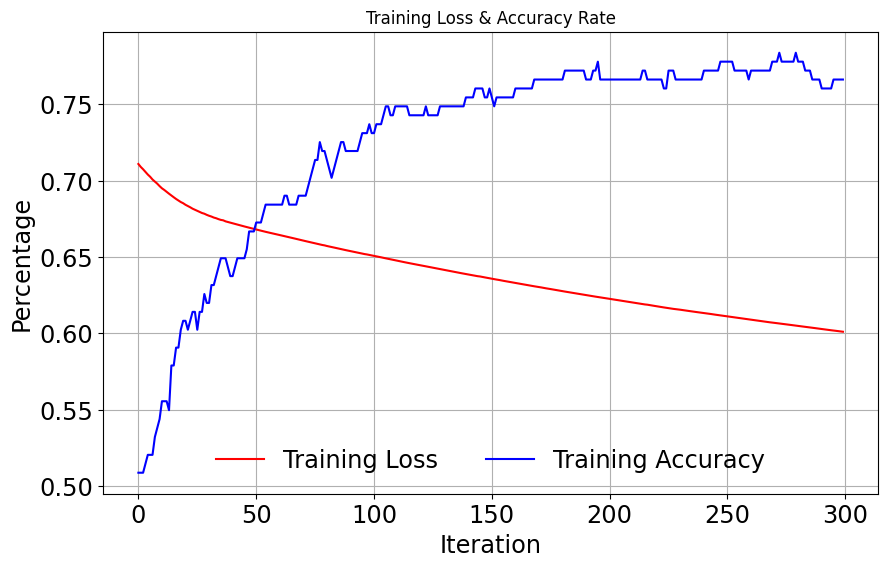 Training Loss & Accuracy Rate
Percentage
0.75
0.70
0.65
0.60
0.55
0.50
Training Loss
Training Accuracy
0
50
100
150
200
250
300
Iteration